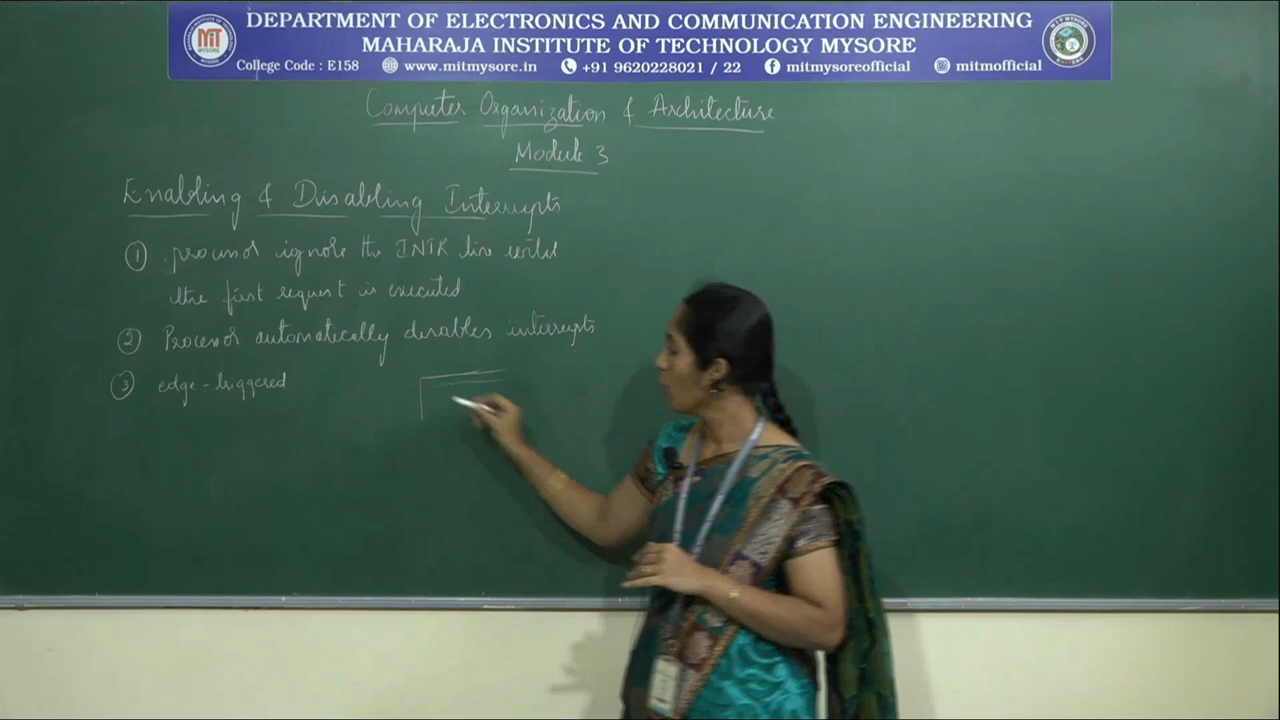 DEPARTMENT OF ELECTRONICS AND COMMUNICATION ENGINEERING
MAHARAJA INSTITUTE OF TECHNOLOGY MYSORE
College Code : E158 www.mitmysore.in +91 9620228021 / 22 mitmysoreofficial mitmofficial
MIT
MYSORE
Computer Organization & Architecture
Module 3
Enabling & Disabling Interrupts
① processor ignore the INTR line until
the first request is executed
② Processor automatically disables interrupts
③ edge-triggered